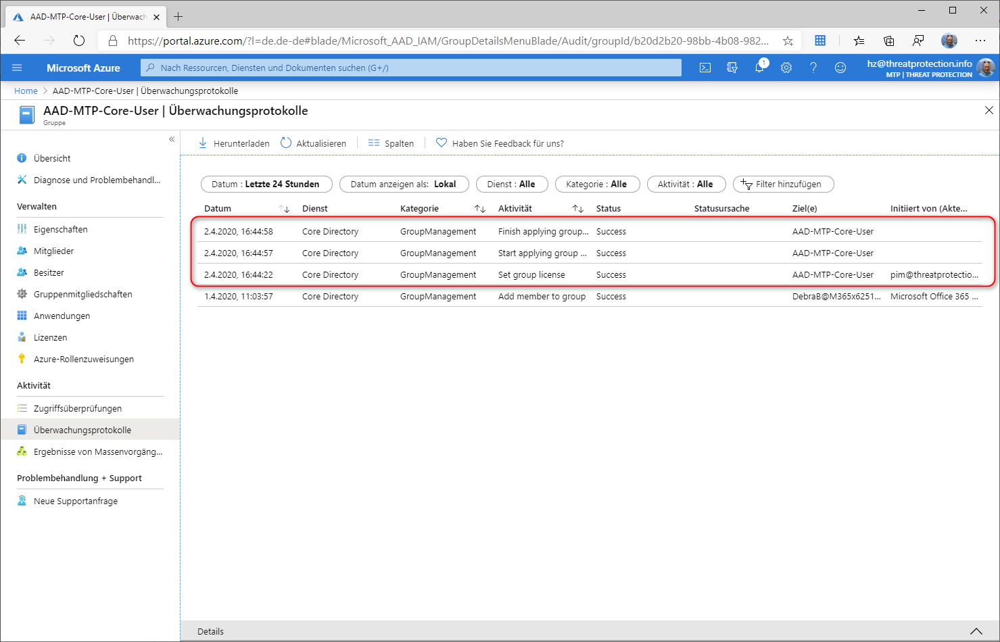 AAD-MTP-Core-User | Überwach
https://portal.azure.com/?l=de.de-de#blade/Microsoft_AAD_IAM/GroupDetailsMenuBlade/Audit/groupId/b20d2b20-98bb-4b08-982...
Microsoft Azure
Nach Ressourcen, Diensten und Dokumenten suchen (G+/)
1
hz@threatprotection.info
MTP | THREAT PROTECTION
Home > AAD-MTP-Core-User | Überwachungsprotokolle
AAD-MTP-Core-User | Überwachungsprotokolle
Gruppe
Übersicht
Diagnose und Problembehandl...
Verwalten
Eigenschaften
Mitglieder
Besitzer
Gruppenmitgliedschaften
Anwendungen
Lizenzen
Azure-Rollenzuweisungen
Aktivität
Zugriffsüberprüfungen
Überwachungsprotokolle
Ergebnisse von Massenvorgäng...
Problembehandlung + Support
Neue Supportanfrage
Herunterladen Aktualisieren Spalten Haben Sie Feedback für uns?
Datum : Letzte 24 Stunden Datum anzeigen als: Lokal Dienst : Alle Kategorie : Alle Aktivität : Alle Filter hinzufügen
Datum Dienst Kategorie Aktivität Status Statusursache Ziel(e) Initiiert von (Akte...
2.4.2020, 16:44:58 Core Directory GroupManagement Finish applying group... Success AAD-MTP-Core-User
2.4.2020, 16:44:57 Core Directory GroupManagement Start applying group ... Success AAD-MTP-Core-User
2.4.2020, 16:44:22 Core Directory GroupManagement Set group license Success AAD-MTP-Core-User pim@threatprotectio...
1.4.2020, 11:03:57 Core Directory GroupManagement Add member to group Success DebraB@M365x6251... Microsoft Office 365 ...
Details